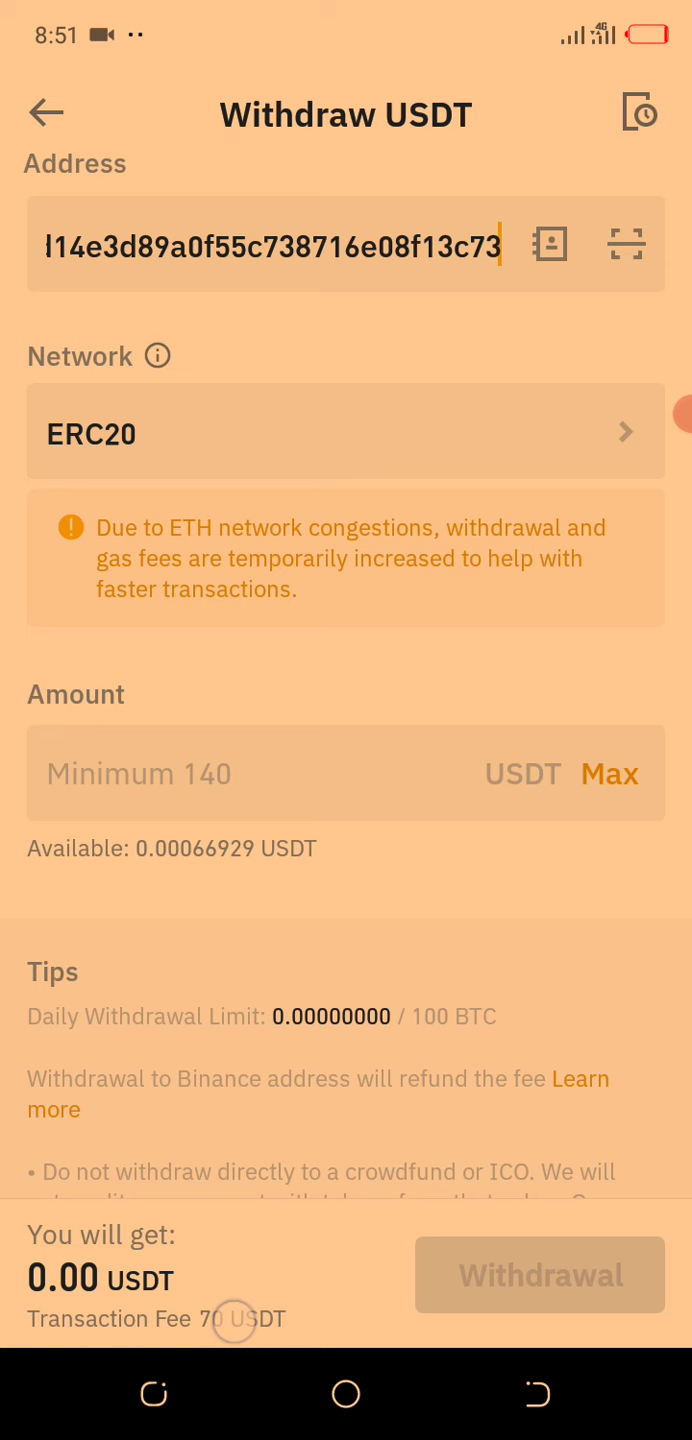 8:51
4G
Withdraw USDT
Address
14e3d89a0f55c738716e08f13c73
Network
ERC20
Due to ETH network congestions, withdrawal and
gas fees are temporarily increased to help with
faster transactions.
Amount
Minimum 140 USDT Max
Available: 0.00066929 USDT
Tips
Daily Withdrawal Limit: 0.00000000 / 100 BTC
Withdrawal to Binance address will refund the fee Learn
more
• Do not withdraw directly to a crowdfund or ICO. We will
You will get:
0.00 USDT
Transaction Fee 70 USDT
Withdrawal